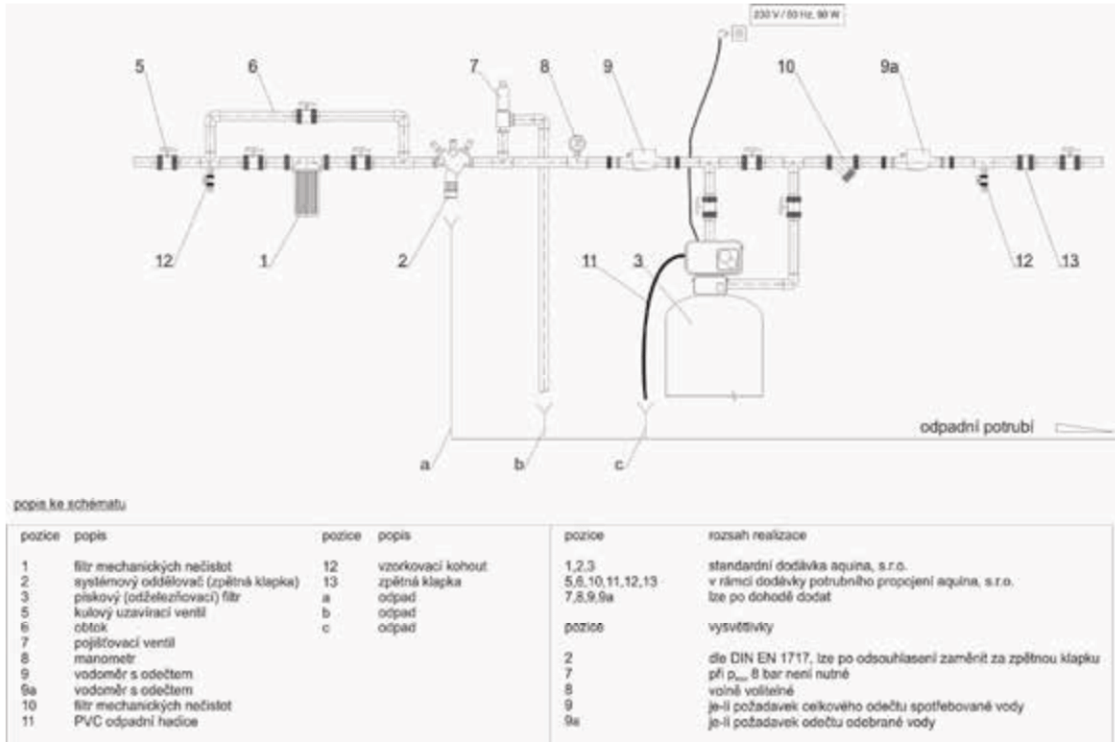 230 V / 50 Hz, 90 W
5 6 7 8 9 10 9a
12 1 2 11 3 12 13
odpadní potrubí
a b c
popis ke schématu
pozice popis pozice popis
1 filtr mechanických nečistot 12 vzorkovací kohout
2 systémový oddělovač (zpětná klapka) 13 zpětná klapka
3 pískový (odželezňovací) filtr a odpad
5 kulový uzavírací ventil b odpad
6 obtok c odpad
7 pojišťovací ventil
8 manometr
9 vodoměr s odečtem
9a vodoměr s odečtem
10 filtr mechanických nečistot
11 PVC odpadní hadice
pozice rozsah realizace
1,2,3 standardní dodávka aquina, s.r.o.
5,6,10,11,12,13 v rámci dodávky potrubního propojení aquina, s.r.o.
7,8,9,9a lze po dohodě dodat
pozice vysvětlivky
2 dle DIN EN 1717, lze po odsouhlasení zaměnit za zpětnou klapku
7 při 8 bar není nutné
8 volně volitelné
9 je-li požadavek celkového odečtu spotřebované vody
9a je-li požadavek odečtu odebrané vody